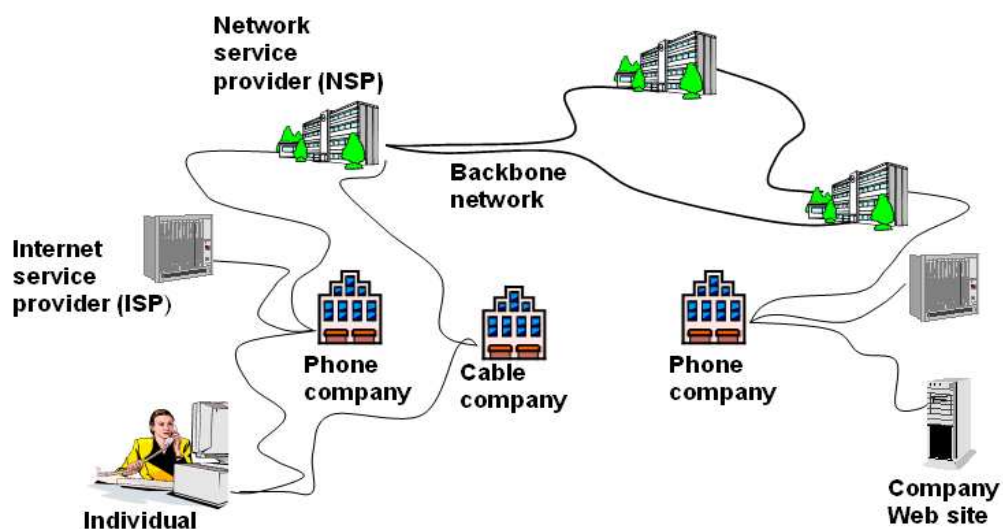 Network
service
provider (NSP)
Backbone
network
Internet
service
provider (ISP)
Phone
company
Cable
company
Phone
company
Individual
Company
Web site